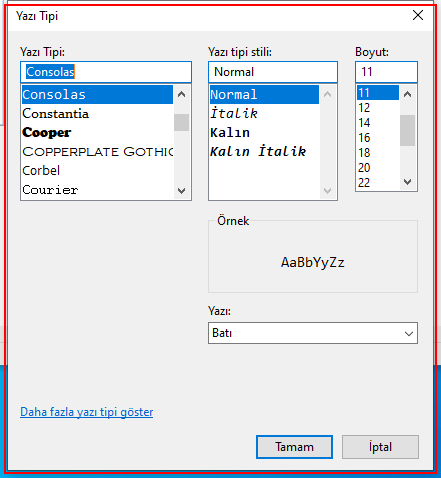 Yazı Tipi
Yazı Tipi:
Consolas
Consolas
Constantia
Cooper
COPPERPLATE GOTHIC
Corbel
Courier
Yazı tipi stili:
Normal
Normal
İtalik
Kalın
Kalın İtalik
Boyut:
11
11
12
14
16
18
20
22
Örnek
AaBbYyZz
Yazı:
Batı
Daha fazla yazı tipi göster
Tamam
İptal